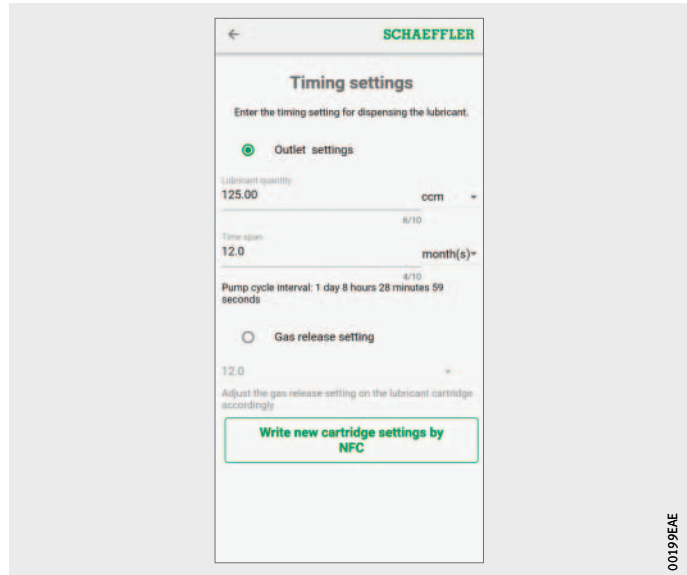 SCHAEFFLER
Timing settings
Enter the timing setting for dispensing the lubricant.
Outlet settings
Lubricant quantity
125.00 ccm
6/10
Time span
12.0 month(s)
4/10
Pump cycle interval: 1 day 8 hours 28 minutes 59
seconds
Gas release setting
12.0
Adjust the gas release setting on the lubricant cartridge
accordingly
Write new cartridge settings by
NFC
00199EAE